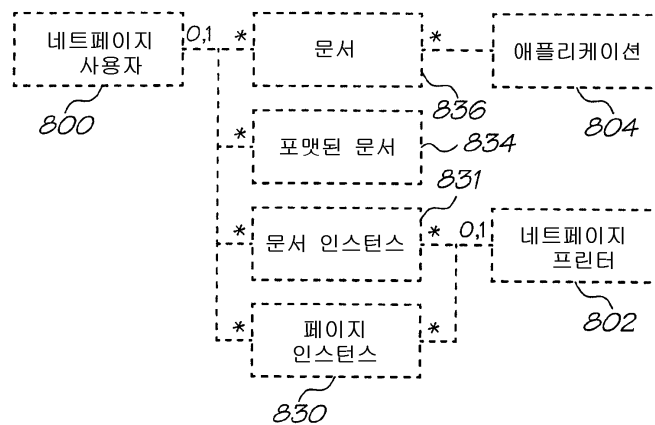 네트페이지
사용자
800
0,1
*
문서
836
*
애플리케이션
804
*
포맷된 문서
834
831
*
문서 인스턴스
*
0,1
네트페이지
프린터
802
*
페이지
인스턴스
*
830